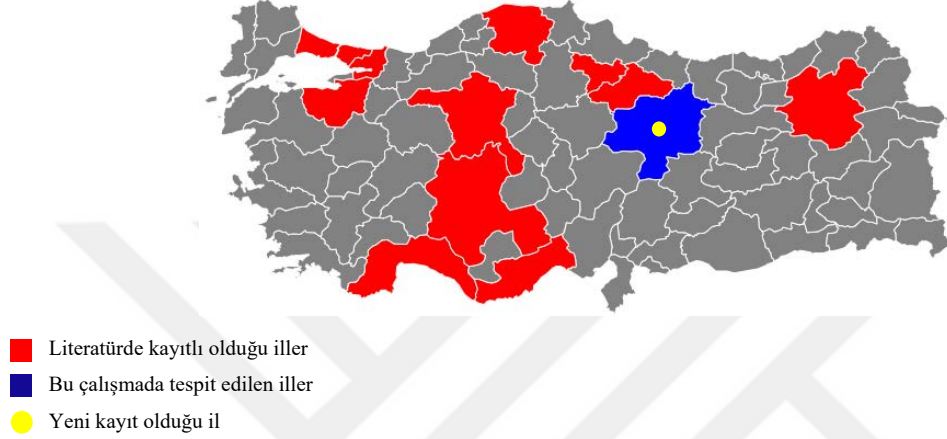 Literatürde kayıtlı olduğu iller
Bu çalışmada tespit edilen iller
Yeni kayıt olduğu il